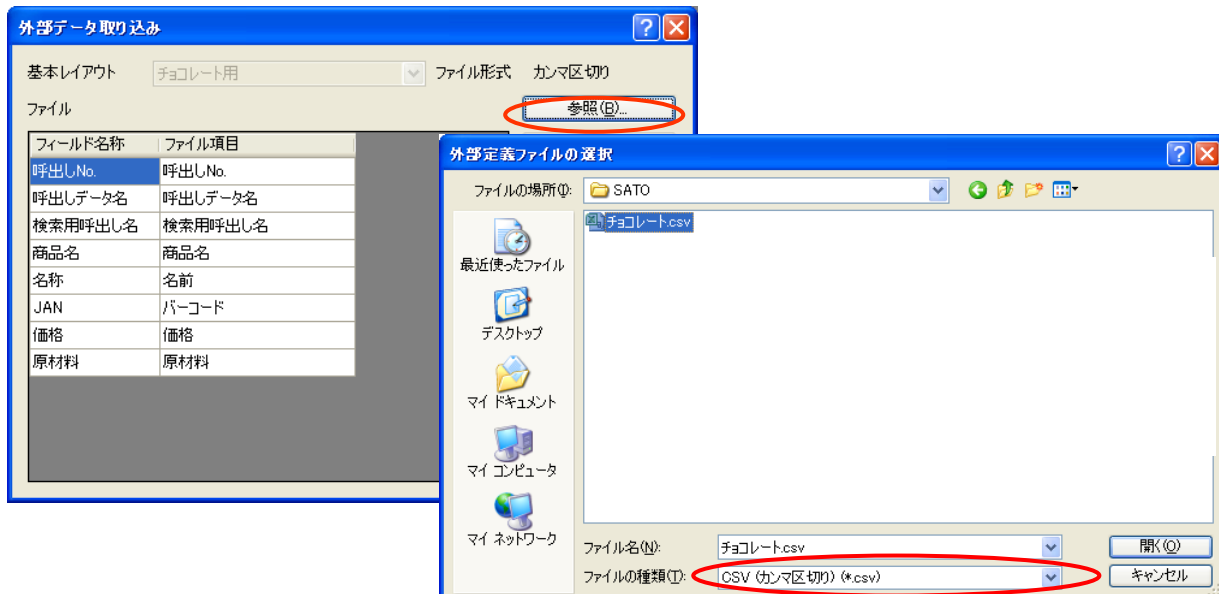 外部データ取り込み
基本レイアウト チョコレート用 ファイル形式 カンマ区切り
ファイル 参照(B)...
フィールド名称 ファイル項目
呼出しNo. 呼出しNo.
呼出しデータ名 呼出しデータ名
検索用呼出し名 検索用呼出し名
商品名 商品名
名称 名前
JAN バーコード
価格 価格
原材料 原材料
外部定義ファイルの選択
ファイルの場所(I): SATO
チョコレート.csv
最近使ったファイル
デスクトップ
マイ ドキュメント
マイ コンピュータ
マイ ネットワーク
ファイル名(N): チョコレート.csv 開く(O)
ファイルの種類(T): CSV (カンマ区切り) (*.csv) キャンセル